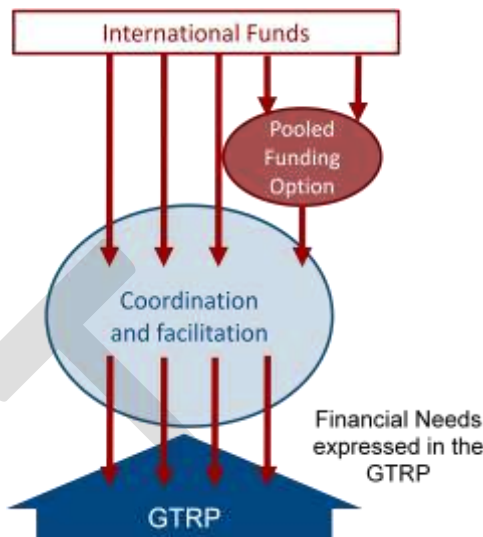 International Funds
Pooled
Funding
Option
Coordination
and facilitation
Financial Needs
expressed in the
GTRP
GTRP